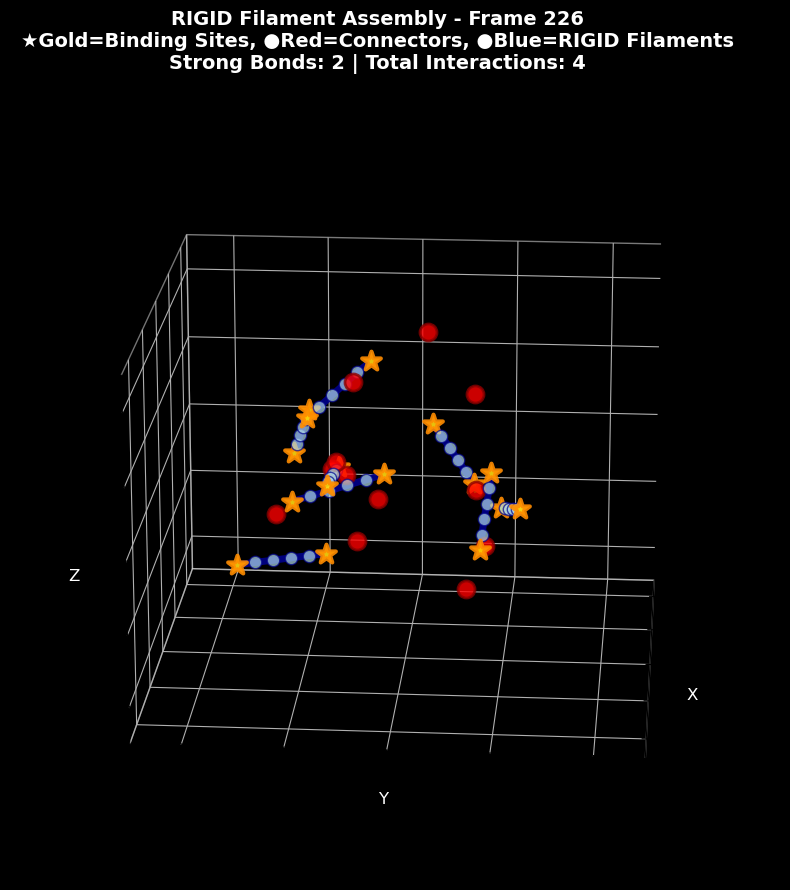 RIGID Filament Assembly - Frame 226
★Gold=Binding Sites, ●Red=Connectors, ●Blue=RIGID Filaments
Strong Bonds: 2 | Total Interactions: 4
Z
X
Y